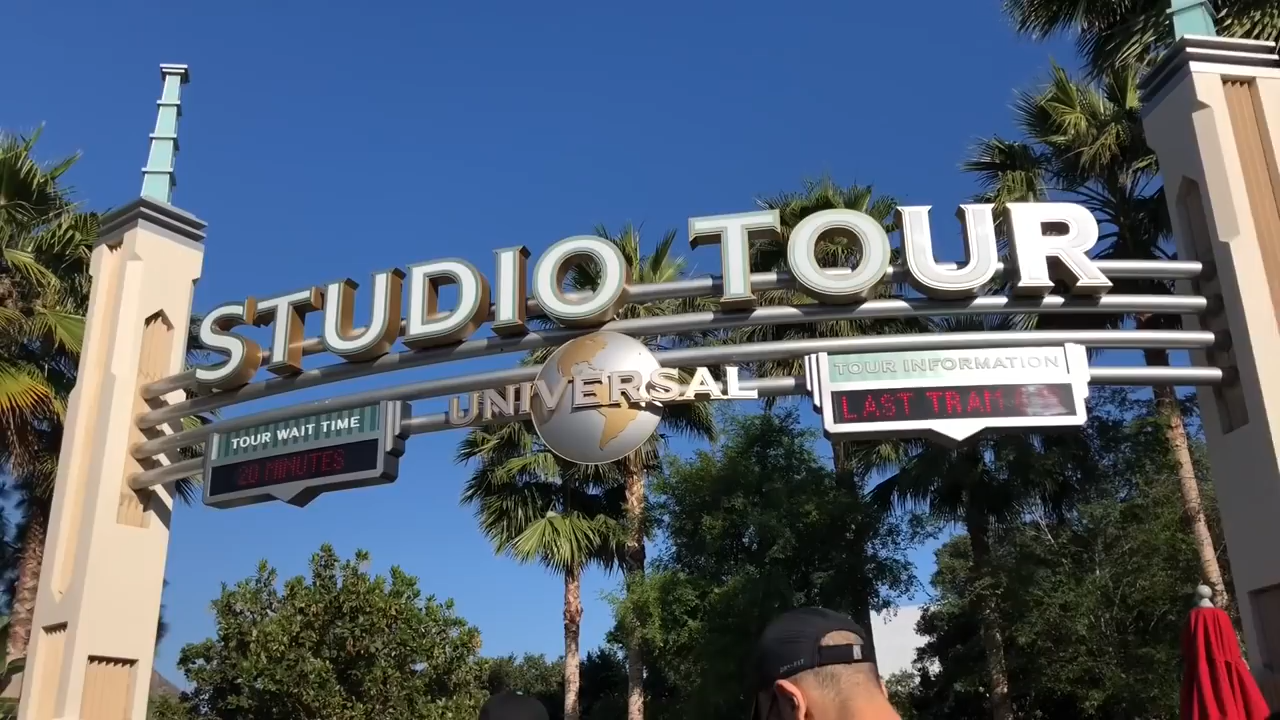 STUDIO TOUR
UNIVERSAL
TOUR WAIT TIME
20 MINUTES
TOUR INFORMATION
LAST TRAM